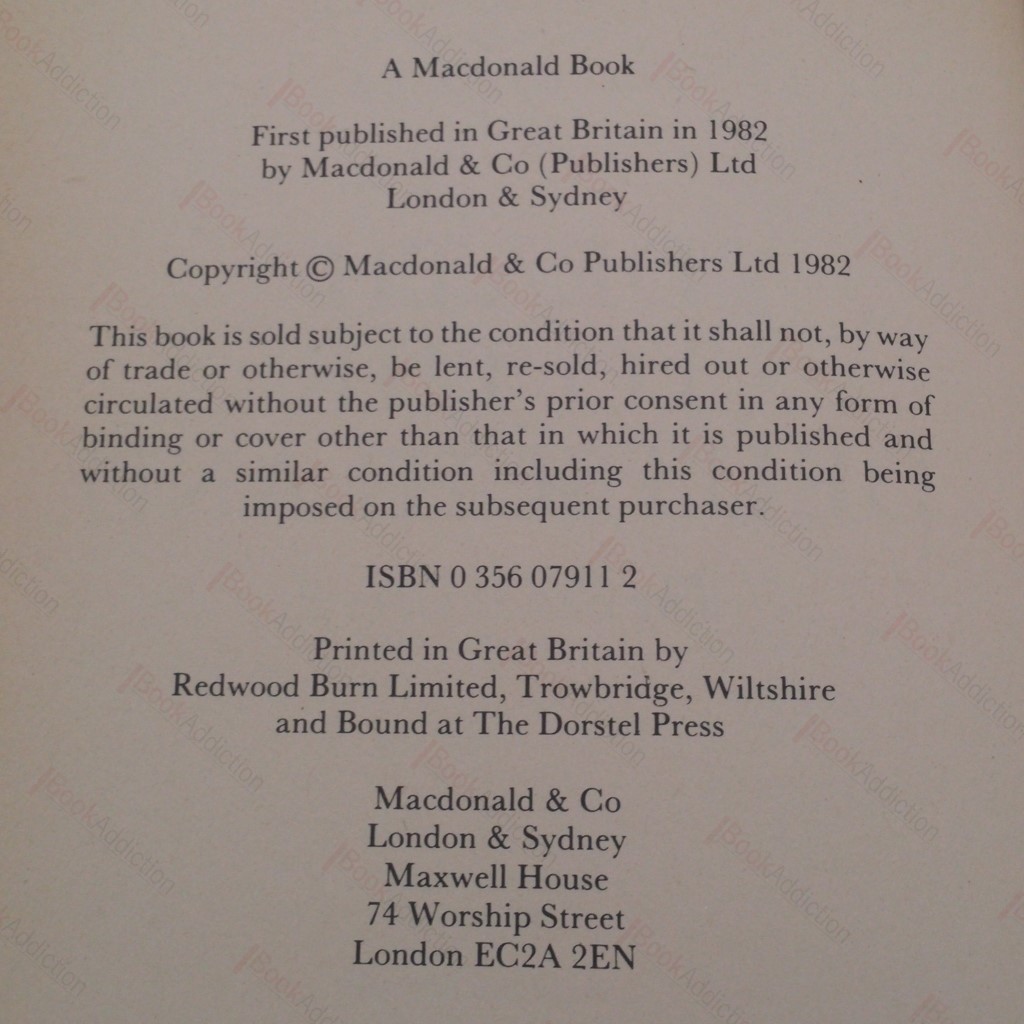 A Macdonald Book
First published in Great Britain in 1982
by Macdonald & Co (Publishers) Ltd
London & Sydney
Copyright © Macdonald & Co Publishers Ltd 1982
This book is sold subject to the condition that it shall not, by way
of trade or otherwise, be lent, re-sold, hired out or otherwise
circulated without the publisher's prior consent in any form of
binding or cover other than that in which it is published and
without a similar condition including this condition being
imposed on the subsequent purchaser.
ISBN 0 356 07911 2
Printed in Great Britain by
Redwood Burn Limited, Trowbridge, Wiltshire
and Bound at The Dorstel Press
Macdonald & Co
London & Sydney
Maxwell House
74 Worship Street
London EC2A 2EN